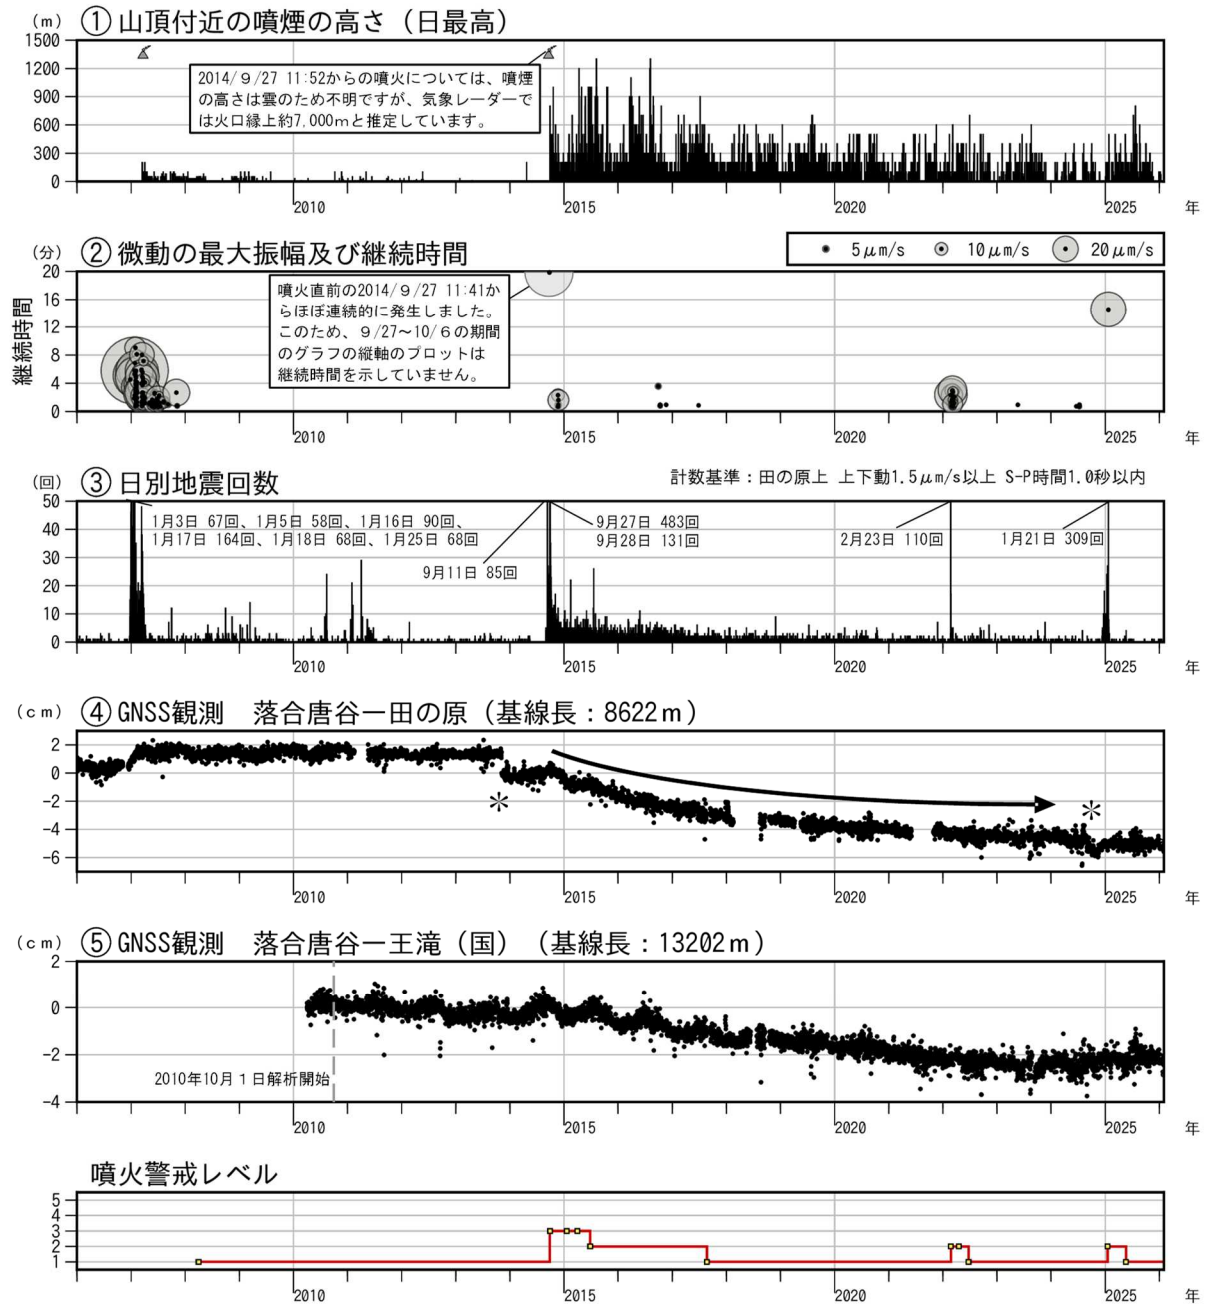 (m) ① 山頂付近の噴煙の高さ（日最高）
1500
1200
900
600
300
0
2014/9/27 11:52からの噴火については、噴煙
の高さは雲のため不明ですが、気象レーダーで
は火口縁上約7,000mと推定しています。
2010 2015 2020 2025 年
(分) ② 微動の最大振幅及び継続時間
5μm/s 10μm/s 20μm/s
継続時間
20
16
12
8
4
0
噴火直前の2014/9/27 11:41か
らほぼ連続的に発生しました。
このため、9/27～10/6の期間
のグラフの縦軸のプロットは
継続時間を示していません。
2010 2015 2020 2025 年
(回) ③ 日別地震回数
計数基準：田の原上 上下動1.5μm/s以上 S-P時間1.0秒以内
50
40
30
20
10
0
1月3日 67回、1月5日 58回、1月16日 90回、
1月17日 164回、1月18日 68回、1月25日 68回
9月11日 85回
9月27日 483回
9月28日 131回
2月23日 110回
1月21日 309回
2010 2015 2020 2025 年
(cm) ④ GNSS観測 落合唐谷－田の原（基線長：8622m）
2
0
-2
-4
-6
＊ ＊
2010 2015 2020 2025 年
(cm) ⑤ GNSS観測 落合唐谷－王滝（国）（基線長：13202m）
2
0
-2
-4
2010年10月1日解析開始
2010 2015 2020 2025 年
噴火警戒レベル
5
4
3
2
1
2010 2015 2020 2025 年